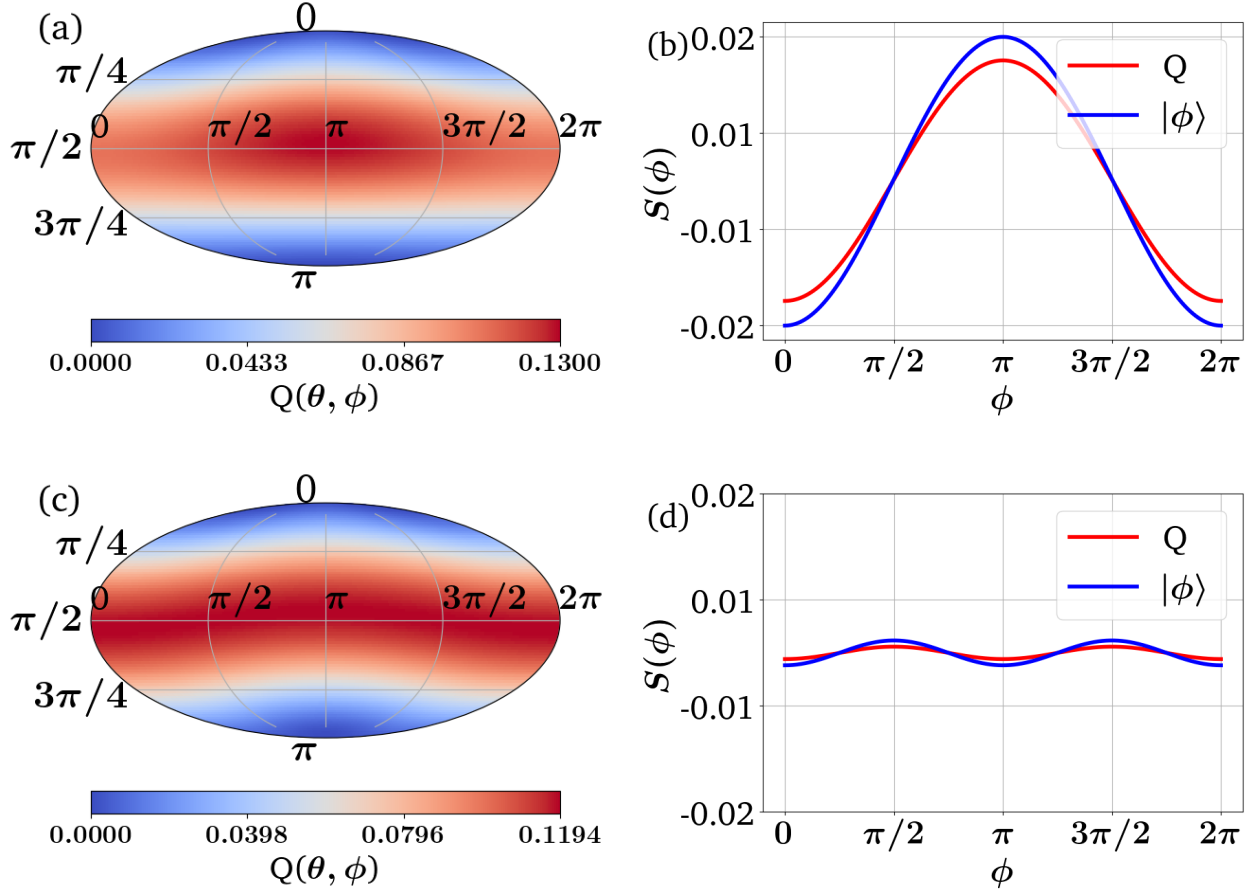 (a)
0
π/4
0
π/2
π
3π/2
2π
π/2
3π/4
π
0.0000
0.0433
0.0867
0.1300
Q(θ, ϕ)
(b)
0.02
0.01
-0.01
-0.02
S(ϕ)
Q
|ϕ⟩
0
π/2
π
3π/2
2π
ϕ
(c)
0
π/4
0
π/2
π
3π/2
2π
π/2
3π/4
π
0.0000
0.0398
0.0796
0.1194
Q(θ, ϕ)
(d)
0.02
0.01
-0.01
-0.02
S(ϕ)
Q
|ϕ⟩
0
π/2
π
3π/2
2π
ϕ